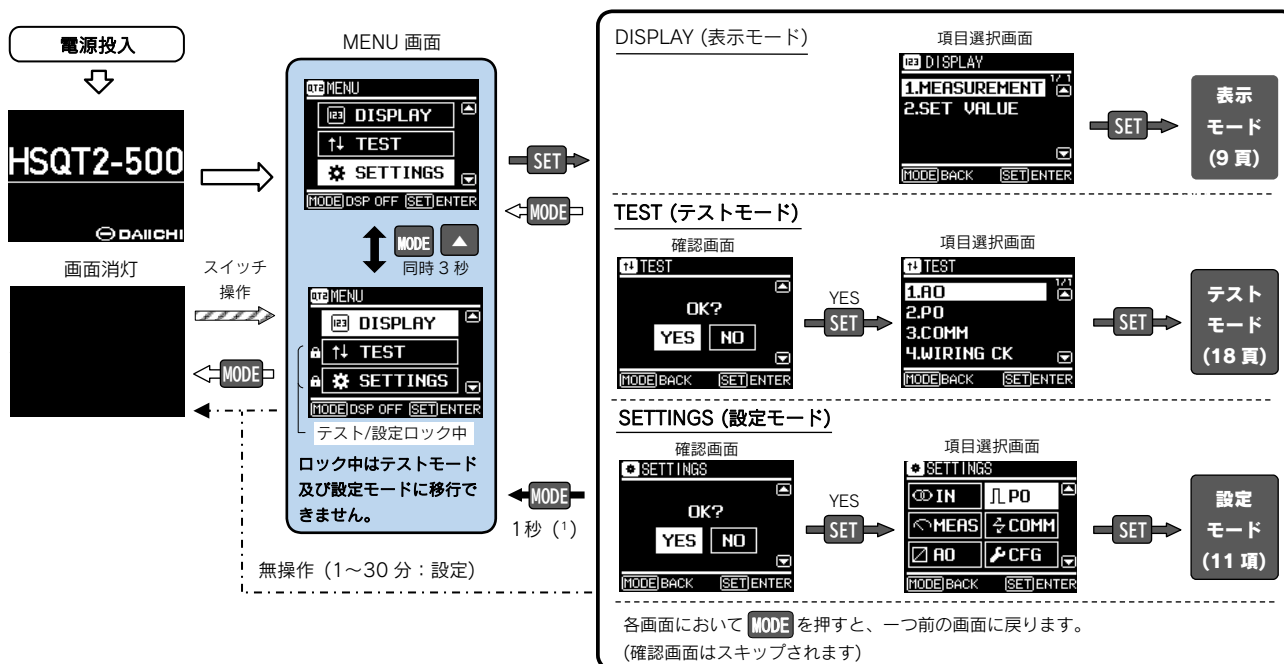 電源投入
HSQT2-500
DAIICHI
画面消灯
スイッチ
操作
MODE
MENU 画面
QT2 MENU
123 DISPLAY
↑↓ TEST
SETTINGS
MODE DSP OFF SET ENTER
MODE ▲
同時 3 秒
QT2 MENU
123 DISPLAY
↑↓ TEST
SETTINGS
MODE DSP OFF SET ENTER
テスト/設定ロック中
ロック中はテストモード
及び設定モードに移行で
きません。
無操作 (1~30 分:設定)
SET
MODE
MODE
1秒 (1)
DISPLAY (表示モード)
項目選択画面
123 DISPLAY
1/1
1.MEASUREMENT
2.SET VALUE
MODE BACK SET ENTER
SET
表示
モード
(9 頁)
TEST (テストモード)
確認画面
↑↓ TEST
OK?
YES NO
MODE BACK SET ENTER
YES
SET
項目選択画面
↑↓ TEST
1/1
1.AO
2.PO
3.COMM
4.WIRING CK
MODE BACK SET ENTER
SET
テスト
モード
(18 頁)
SETTINGS (設定モード)
確認画面
SETTINGS
OK?
YES NO
MODE BACK SET ENTER
YES
SET
項目選択画面
SETTINGS
IN PO
MEAS COMM
AO CFG
MODE BACK SET ENTER
SET
設定
モード
(11 項)
各画面において MODE を押すと、一つ前の画面に戻ります。
(確認画面はスキップされます)